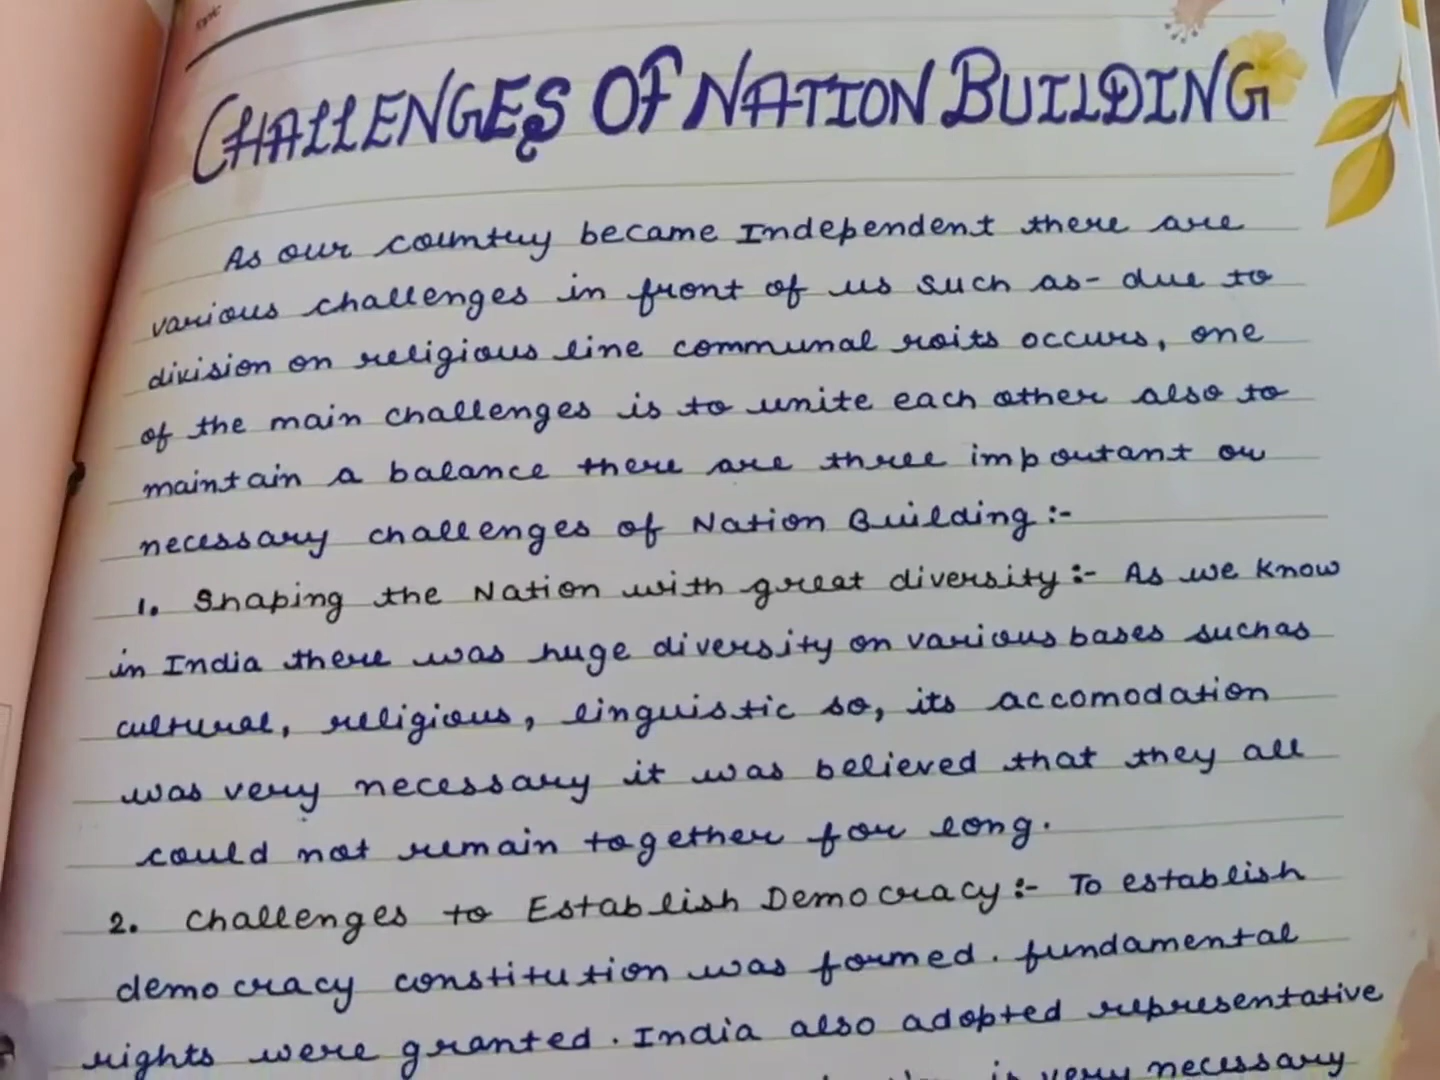 Topic
CHALLENGES OF NATION BUILDING
As our country became Independent there are
various challenges in front of us such as- due to
division on religious line communal roits occurs, one
of the main challenges is to unite each other also to
maintain a balance there are three important or
necessary challenges of Nation Building :-
1. Shaping the Nation with great diversity :- As we know
in India there was huge diversity on various bases such as
cultural, religious, linguistic so, its accomodation
was very necessary it was believed that they all
could not remain together for long.
2. Challenges to Establish Democracy :- To establish
democracy constitution was formed. fundamental
rights were granted. India also adopted representative
is very necessary